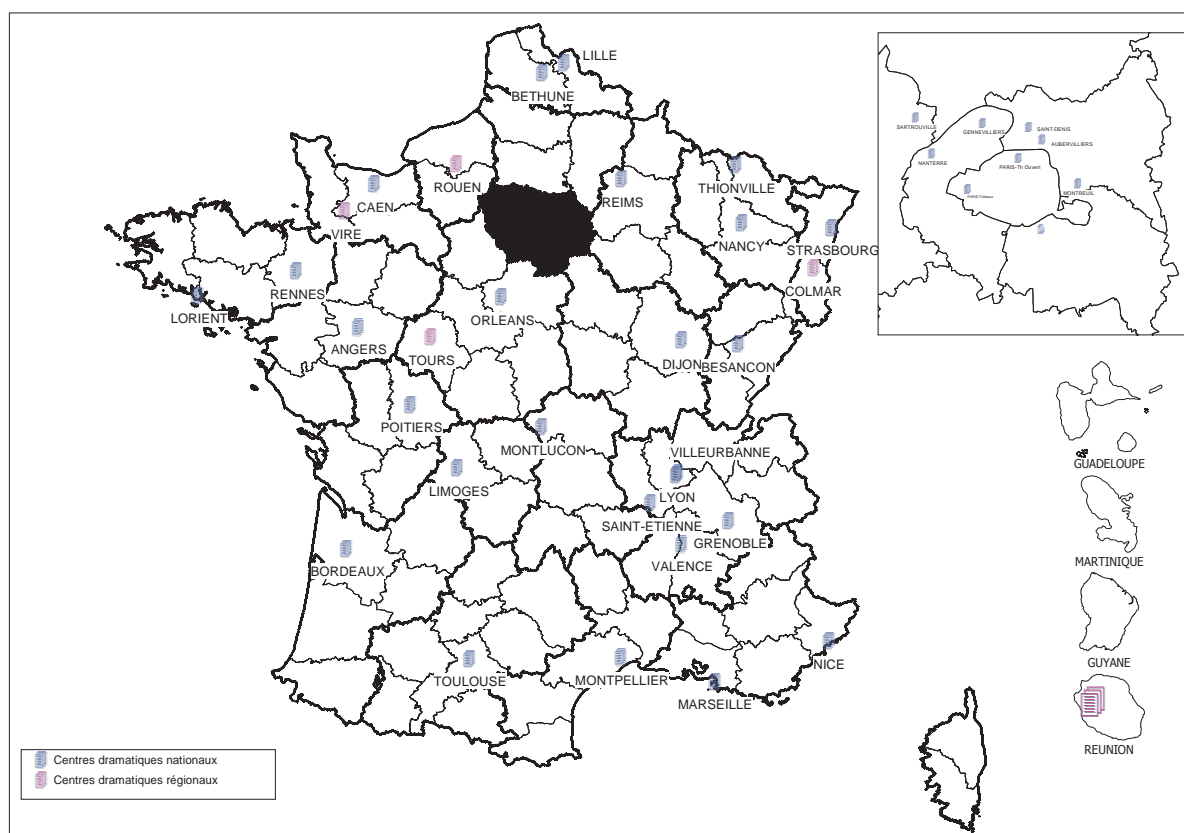 LILLE
BETHUNE
SARTROUVILLE
GENNEVILLIERS
SAINT-DENIS
AUBERVILLIERS
NANTERRE
PARIS-Th Ouvert
MONTREUIL
ROUEN
THIONVILLE
CAEN
REIMS
VIRE
NANCY
STRASBOURG
RENNES
COLMAR
LORIENT
ORLEANS
ANGERS
TOURS
DIJON
BESANCON
POITIERS
MONTLUCON
VILLEURBANNE
GUADELOUPE
LIMOGES
LYON
SAINT-ETIENNE
GRENOBLE
VALENCE
BORDEAUX
MARTINIQUE
NICE
GUYANE
TOULOUSE
MONTPELLIER
MARSEILLE
REUNION
Centres dramatiques nationaux
Centres dramatiques régionaux